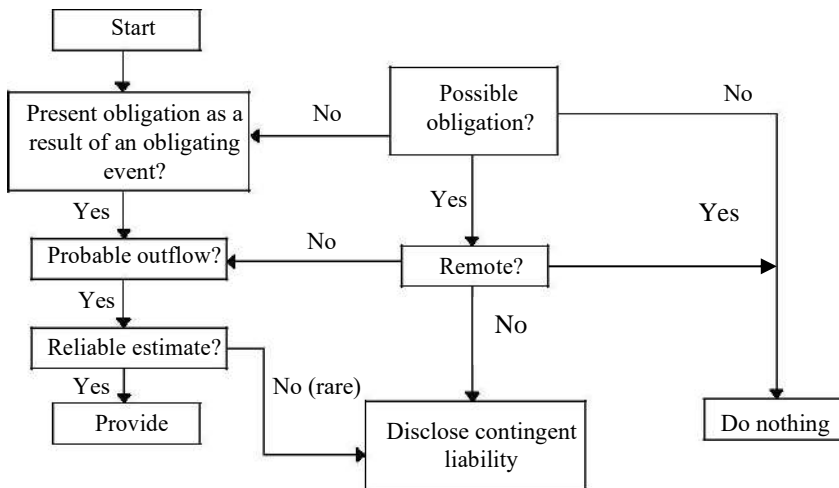 Start
Present obligation as a
result of an obligating
event?
No
Possible
obligation?
No
Yes
Yes
Yes
Probable outflow?
No
Remote?
Yes
No
Reliable estimate?
Yes
No (rare)
Provide
Disclose contingent
liability
Do nothing